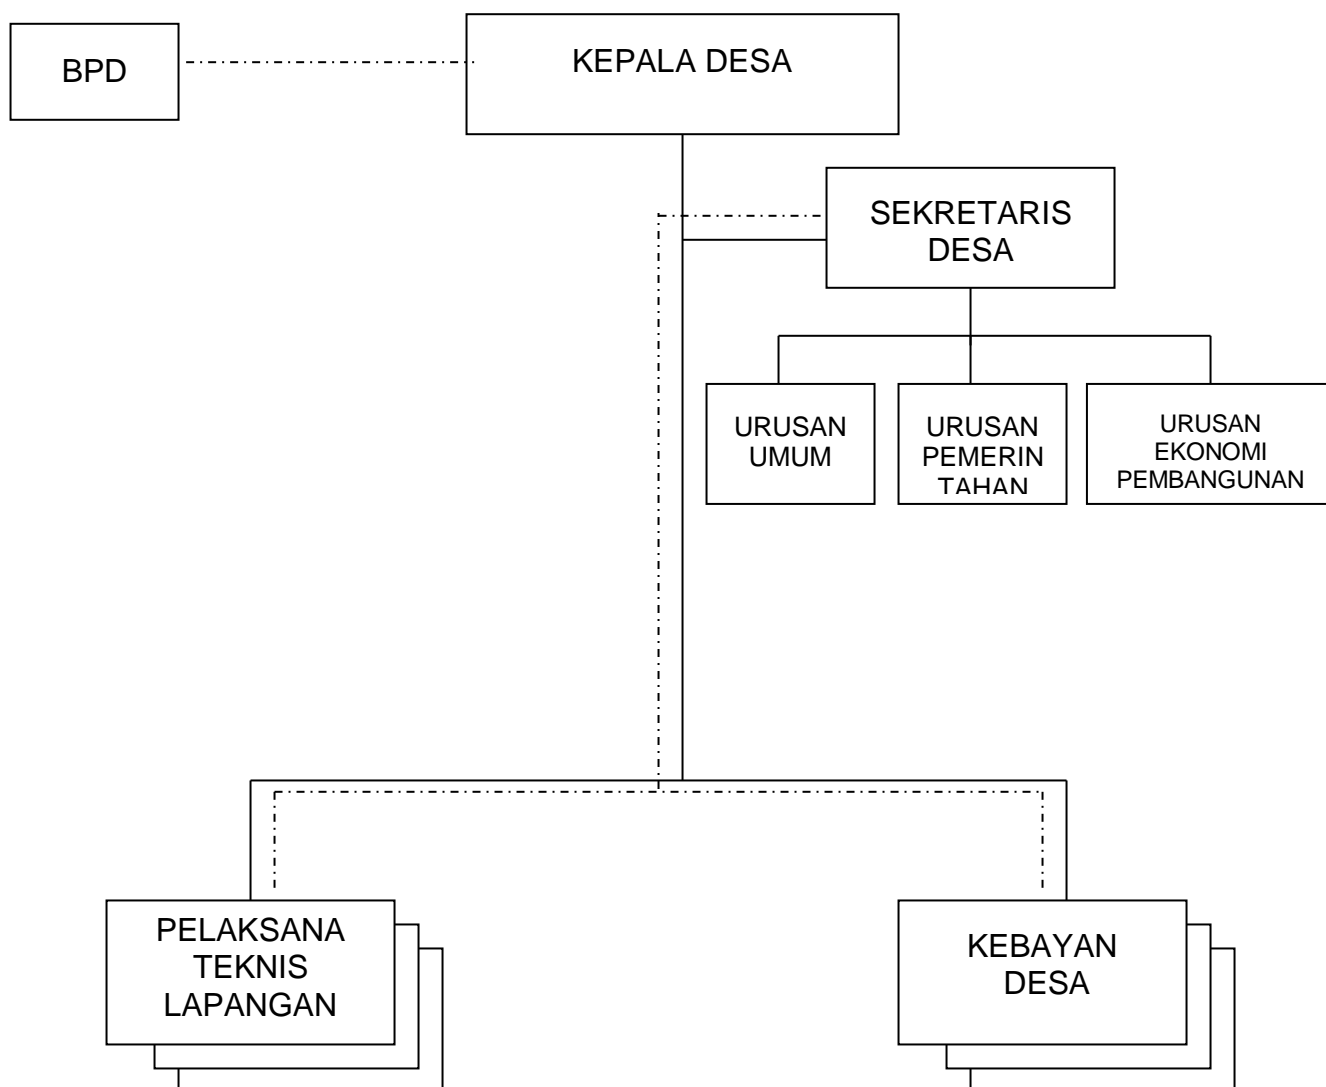 BPD
KEPALA DESA
SEKRETARIS
DESA
URUSAN
UMUM
URUSAN
PEMERIN
TAHAN
URUSAN
EKONOMI
PEMBANGUNAN
PELAKSANA
TEKNIS
LAPANGAN
KEBAYAN
DESA